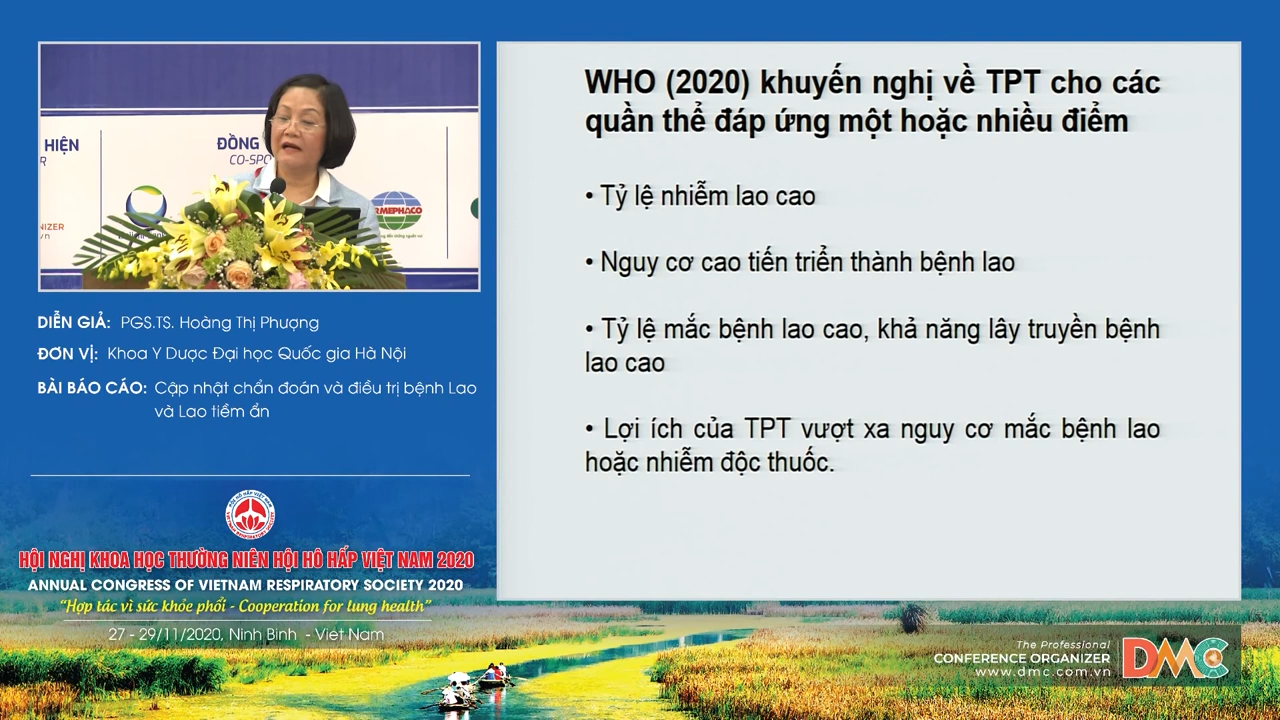 HIỆN
ĐỒNG
CO-SPO
WHO (2020) khuyến nghị về TPT cho các
quần thể đáp ứng một hoặc nhiều điểm
• Tỷ lệ nhiễm lao cao
• Nguy cơ cao tiến triển thành bệnh lao
• Tỷ lệ mắc bệnh lao cao, khả năng lây truyền bệnh
lao cao
• Lợi ích của TPT vượt xa nguy cơ mắc bệnh lao
hoặc nhiễm độc thuốc.
DIỄN GIẢ: PGS.TS. Hoàng Thị Phượng
ĐƠN VỊ: Khoa Y Dược Đại học Quốc gia Hà Nội
BÀI BÁO CÁO: Cập nhật chẩn đoán và điều trị bệnh Lao
và Lao tiềm ẩn
HỘI NGHỊ KHOA HỌC THƯỜNG NIÊN HỘI HÔ HẤP VIỆT NAM 2020
ANNUAL CONGRESS OF VIETNAM RESPIRATORY SOCIETY 2020
“Hợp tác vì sức khỏe phổi - Cooperation for lung health”
27 - 29/11/2020, Ninh Binh - Viet Nam
The Professional
CONFERENCE ORGANIZER
www.dmc.com.vn
DMC